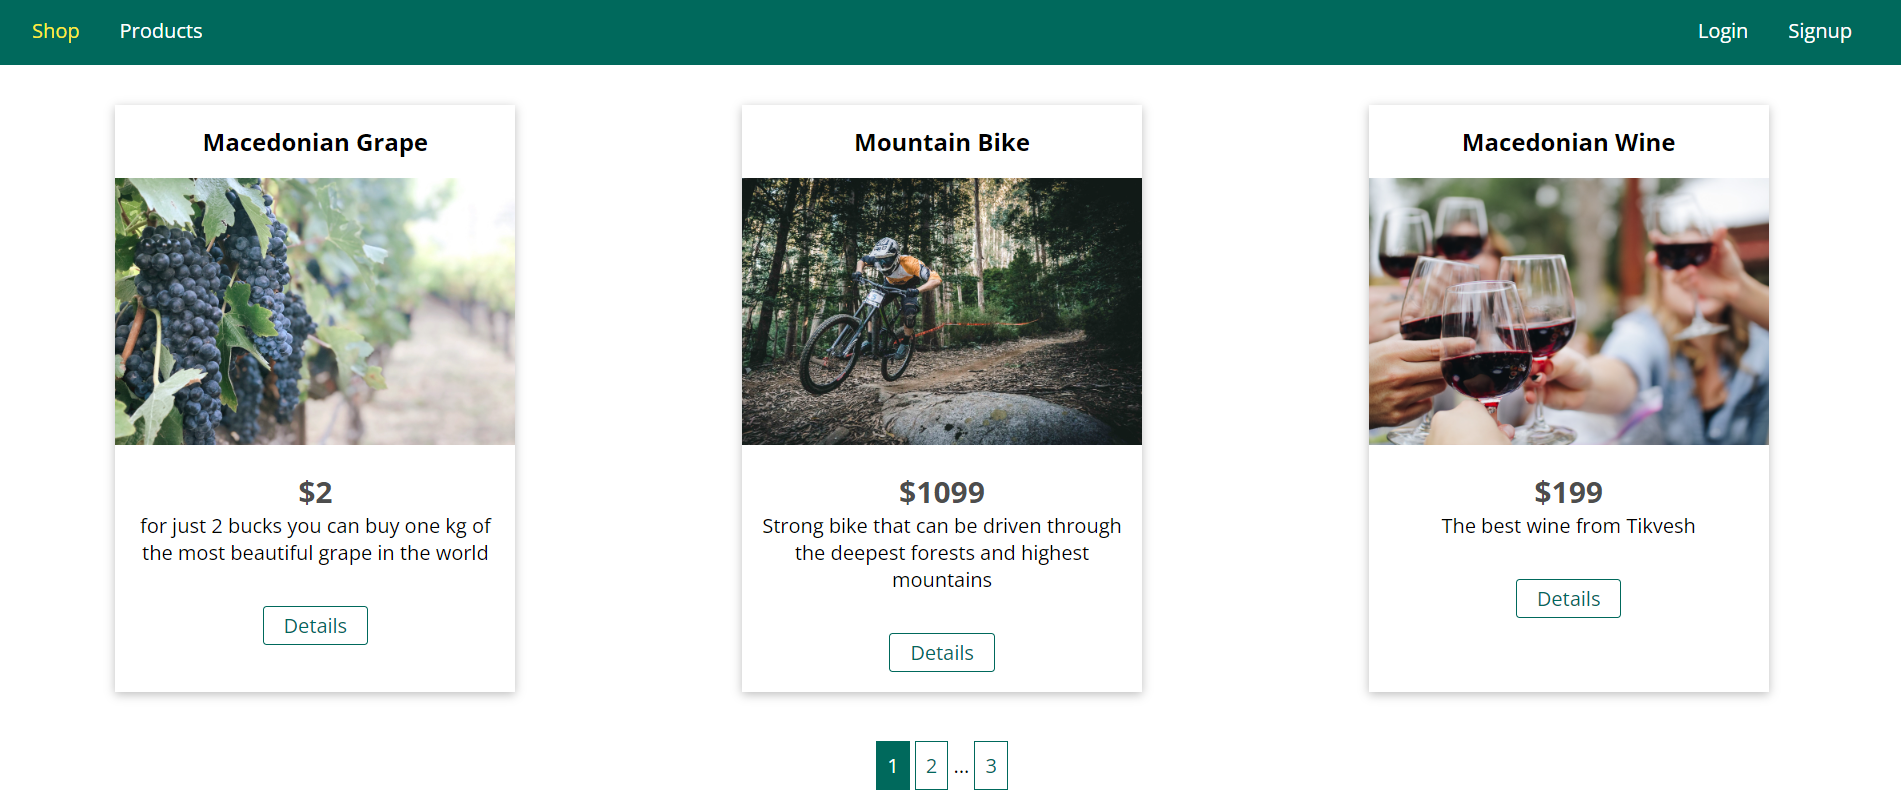 Shop Products Login Signup
Macedonian Grape
$2
for just 2 bucks you can buy one kg of
the most beautiful grape in the world
Details
Mountain Bike
$1099
Strong bike that can be driven through
the deepest forests and highest
mountains
Details
Macedonian Wine
$199
The best wine from Tikvesh
Details
1 2 ... 3